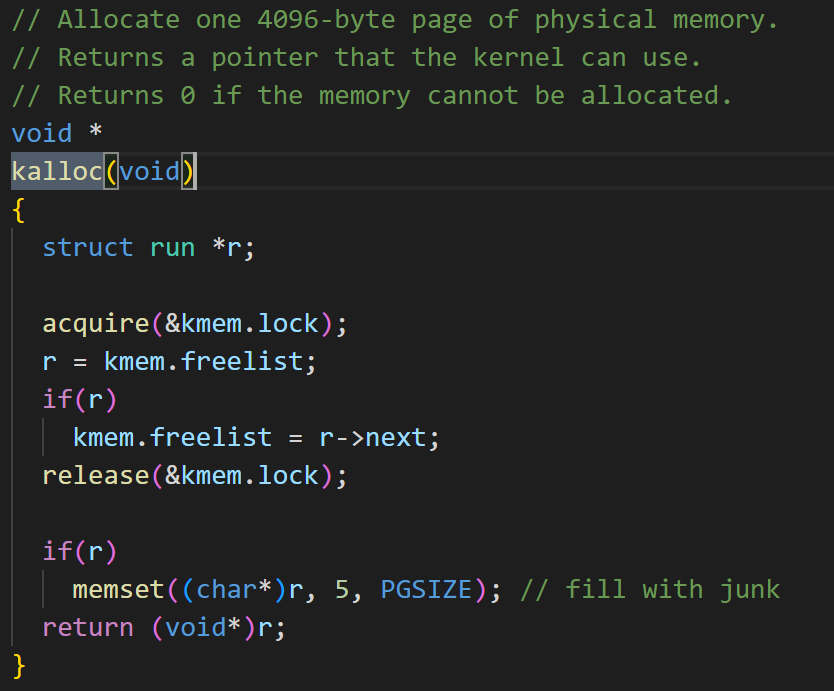 // Allocate one 4096-byte page of physical memory.
// Returns a pointer that the kernel can use.
// Returns 0 if the memory cannot be allocated.
void *
kalloc(void)
{
  struct run *r;

  acquire(&kmem.lock);
  r = kmem.freelist;
  if(r)
    kmem.freelist = r->next;
  release(&kmem.lock);

  if(r)
    memset((char*)r, 5, PGSIZE); // fill with junk
  return (void*)r;
}